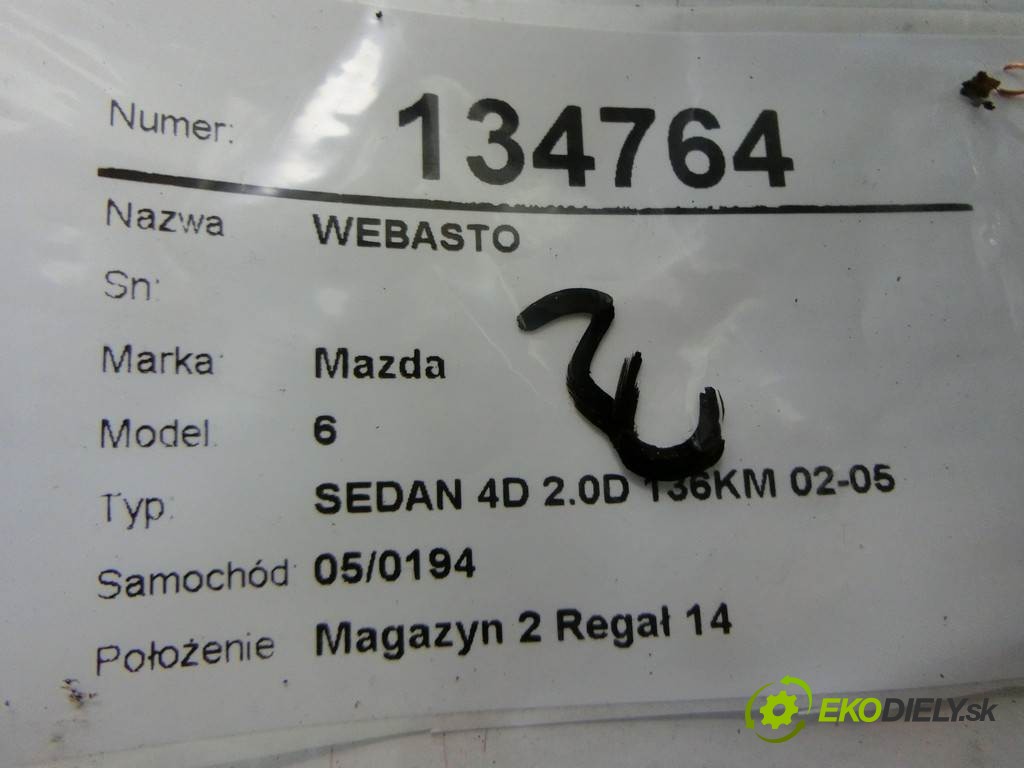 Numer: 134764
Nazwa WEBASTO
Sn:
Marka: Mazda
Model 6
Typ: SEDAN 4D 2.0D 136KM 02-05
Samochód 05/0194
Położenie Magazyn 2 Regał 14
EKODIELY.sk